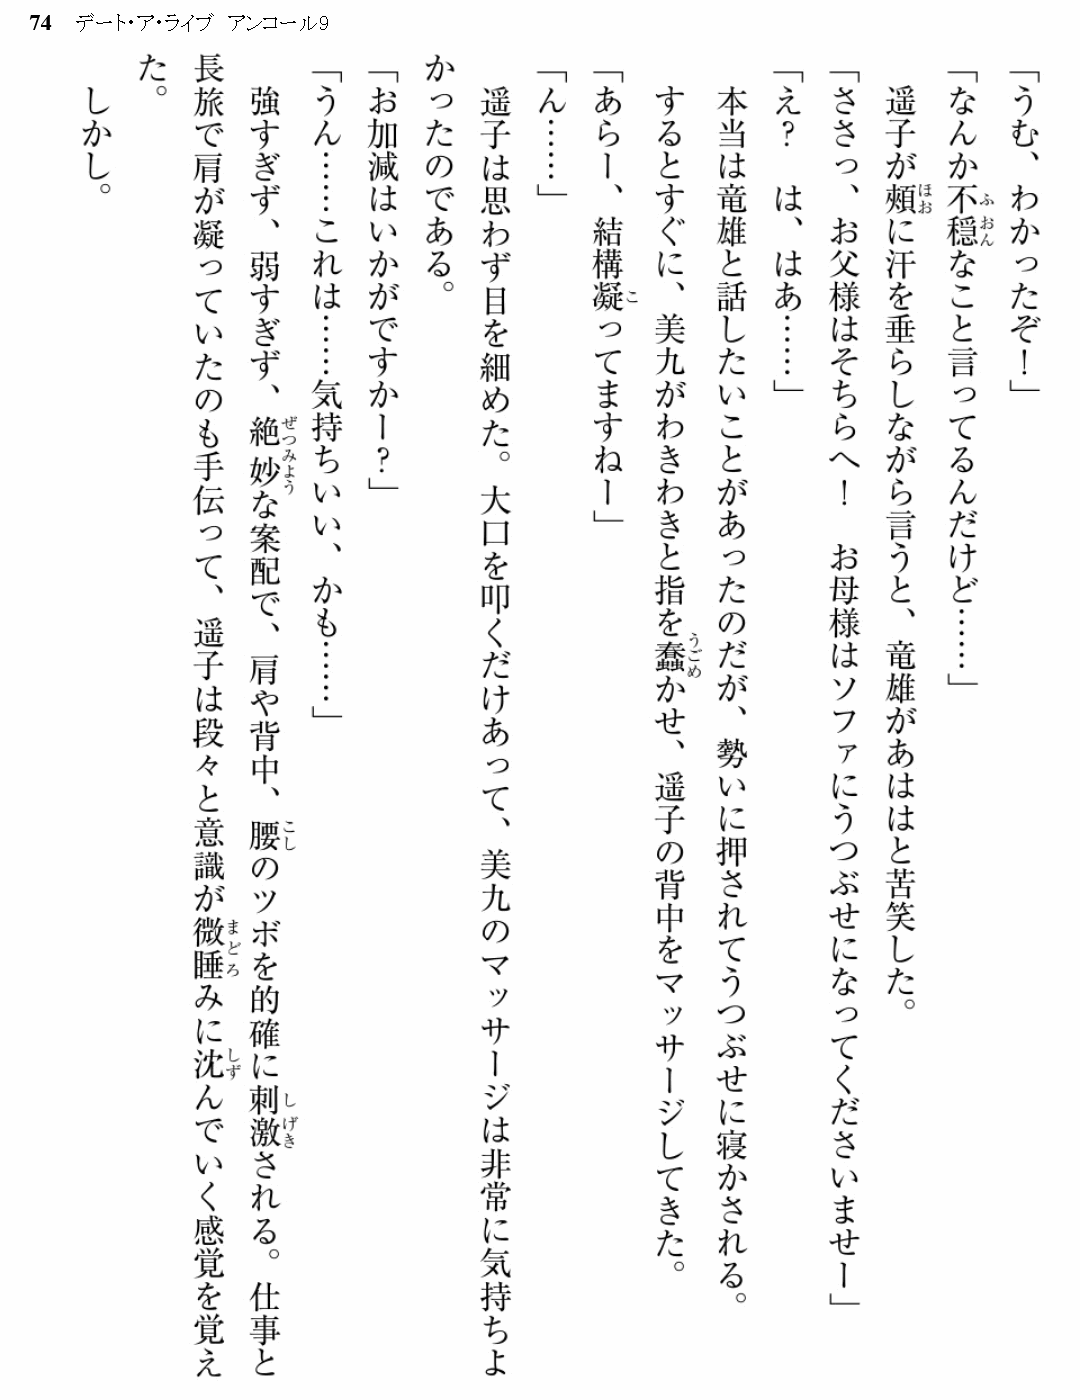 74 デート・ア・ライブ アンコール9
「うむ、わかったぞ！」
「なんか不穏なこと言ってるんだけど……」
遥子が頰に汗を垂らしながら言うと、竜雄があははと苦笑した。
「ささっ、お父様はそちらへ！　お母様はソファにうつぶせになってくださいませー」
「え？　は、はあ……」
本当は竜雄と話したいことがあったのだが、勢いに押されてうつぶせに寝かされる。
するとすぐに、美九がわきわきと指を蠢かせ、遥子の背中をマッサージしてきた。
「あらー、結構凝ってますねー」
「ん……」
遥子は思わず目を細めた。大口を叩くだけあって、美九のマッサージは非常に気持ちよ
かったのである。
「お加減はいかがですかー？」
「うん……これは……気持ちいい、かも……」
強すぎず、弱すぎず、絶妙な案配で、肩や背中、腰のツボを的確に刺激される。仕事と
長旅で肩が凝っていたのも手伝って、遥子は段々と意識が微睡みに沈んでいく感覚を覚え
た。
しかし。